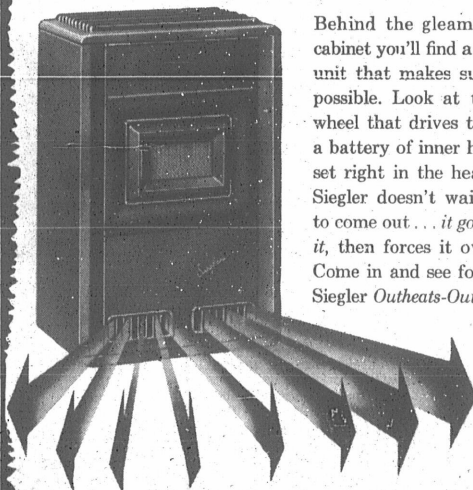 Behind the gleam
cabinet you'll find a
unit that makes su
possible. Look at t
wheel that drives t
a battery of inner h
set right in the hea
Siegler doesn't wai
to come out . . . it go
it, then forces it ov
Come in and see fo
Siegler Outheats-Out